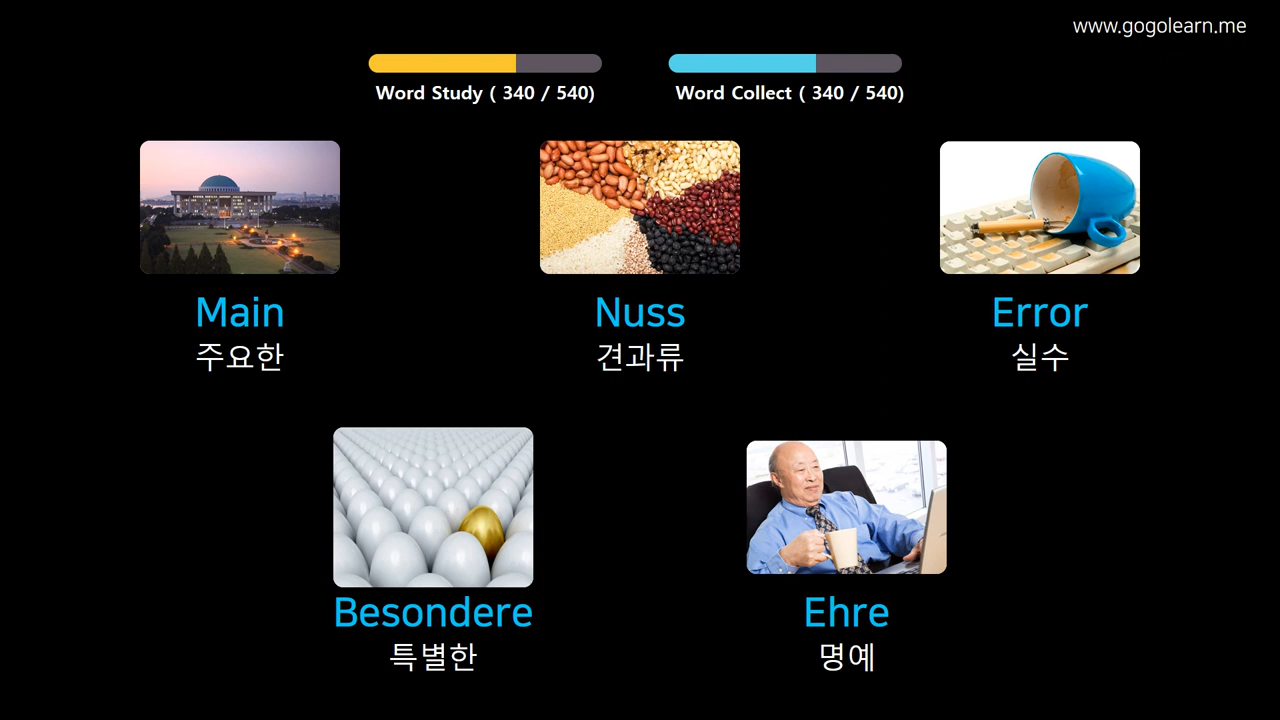 www.gogolearn.me
Word Study ( 340 / 540)
Word Collect ( 340 / 540)
Main
주요한
Nuss
견과류
Error
실수
Besondere
특별한
Ehre
명예